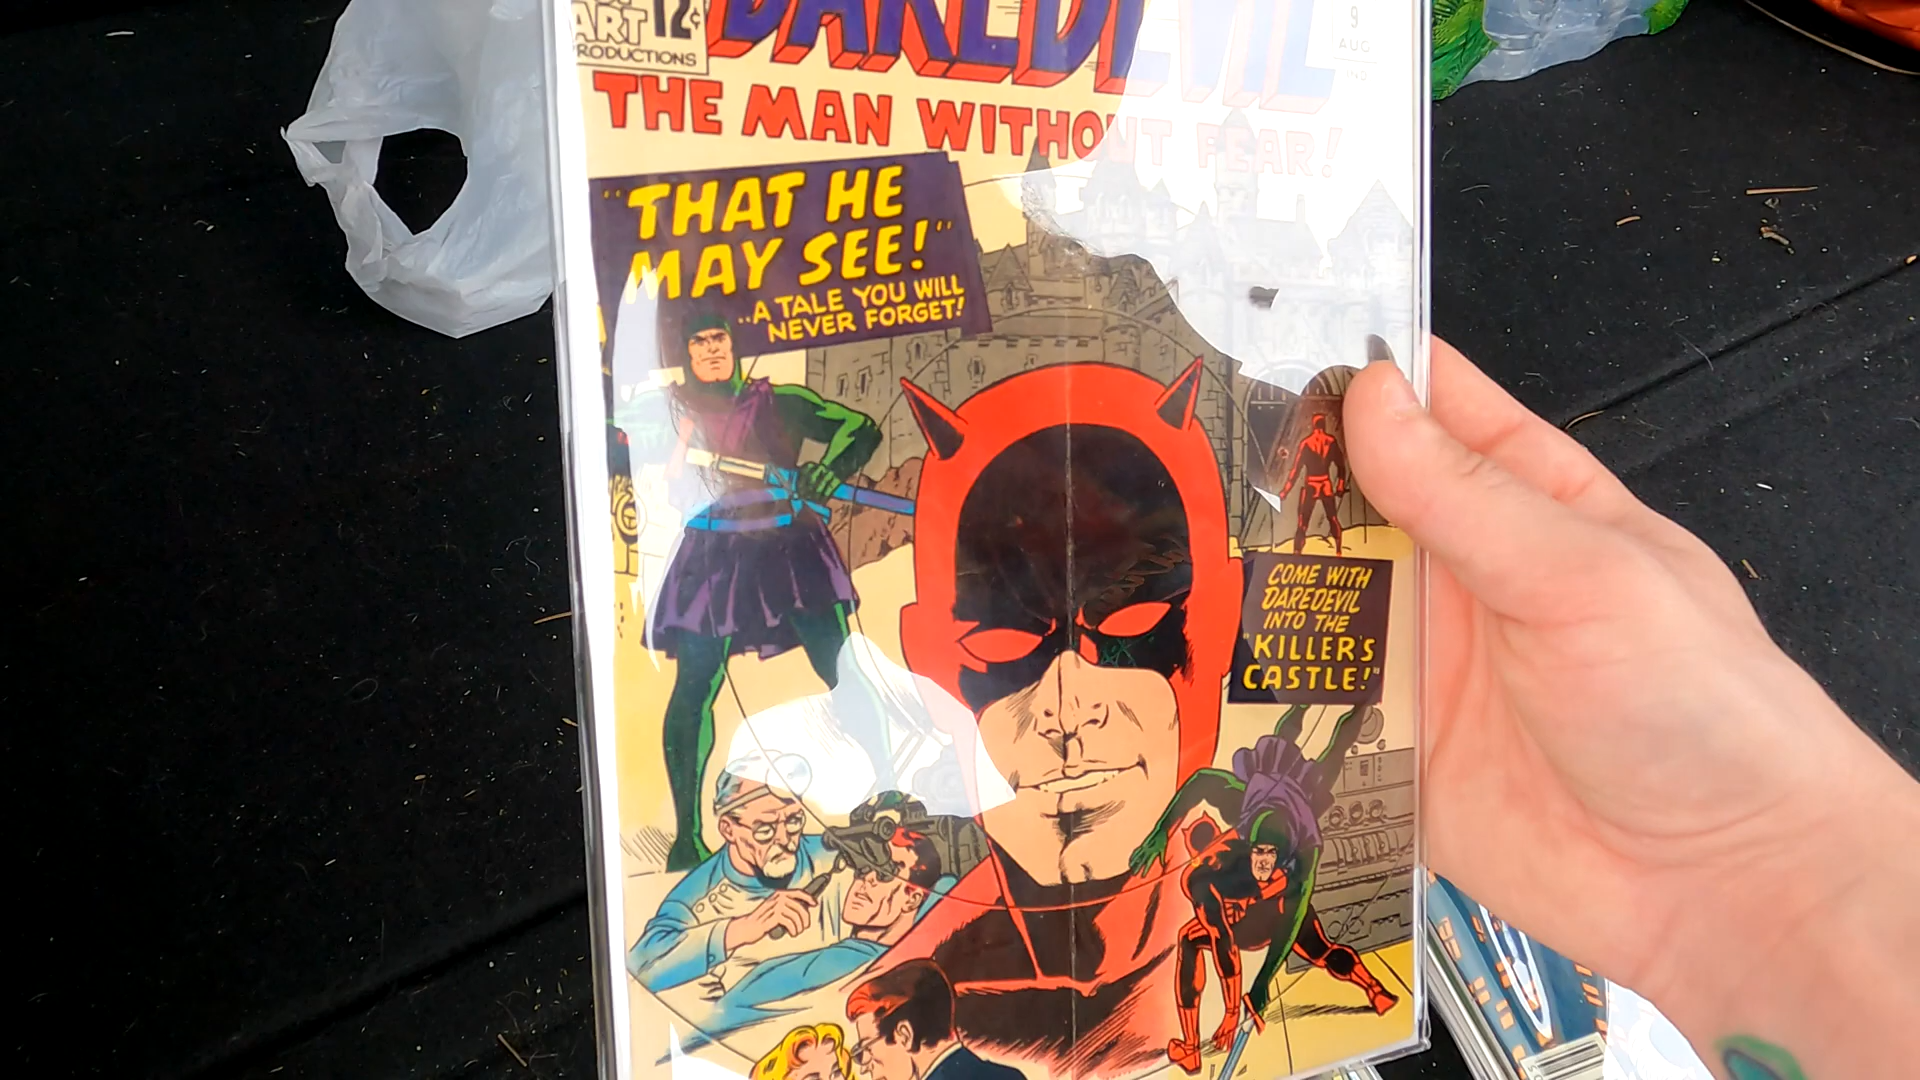 ART
PRODUCTIONS
12¢
DAREDEVIL
9
AUG
IND.
THE MAN WITHOUT FEAR!
"THAT HE
MAY SEE!"
..A TALE YOU WILL
NEVER FORGET!
COME WITH
DAREDEVIL
INTO THE
"KILLER'S
CASTLE!"